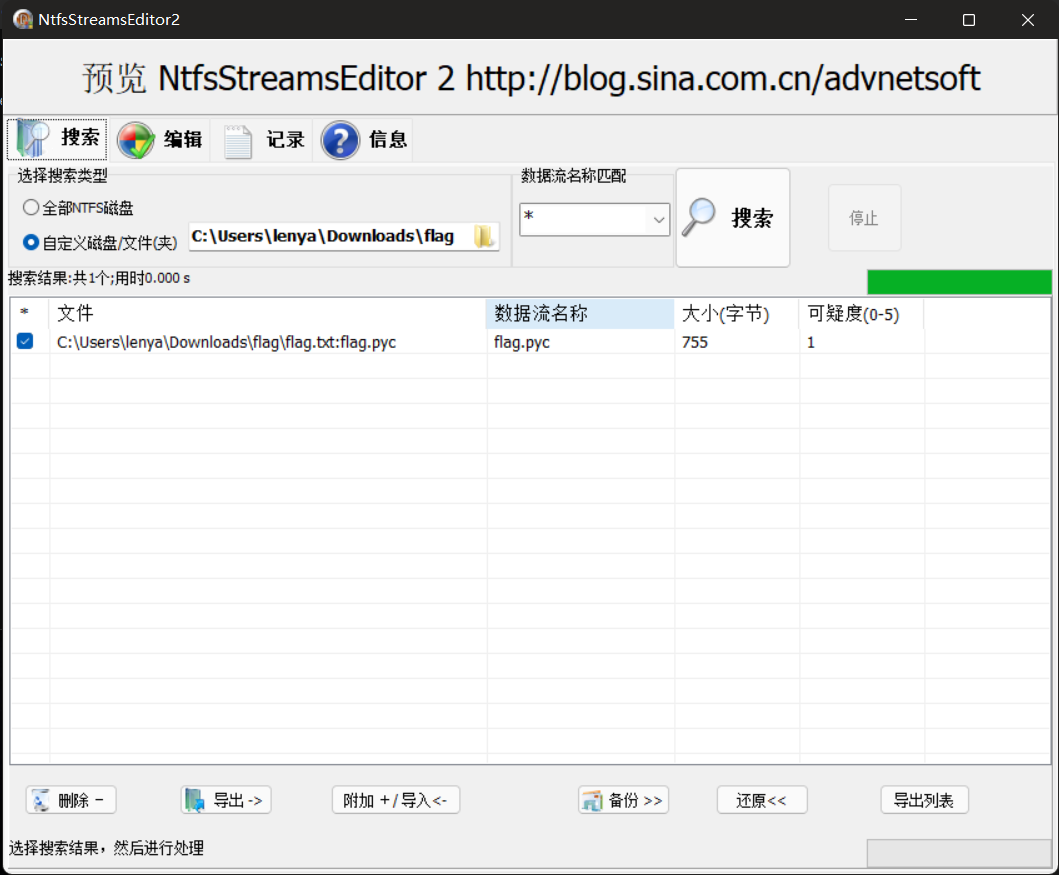 NtfsStreamsEditor2
预览 NtfsStreamsEditor 2 http://blog.sina.com.cn/advnetsoft
搜索 编辑 记录 信息
选择搜索类型 数据流名称匹配
全部NTFS磁盘
* 搜索 停止
自定义磁盘/文件(夹) C:\Users\lenya\Downloads\flag
搜索结果:共1个;用时0.000 s
* 文件 数据流名称 大小(字节) 可疑度(0-5)
C:\Users\lenya\Downloads\flag\flag.txt:flag.pyc flag.pyc 755 1
删除 - 导出 -> 附加 + / 导入<- 备份 >> 还原<< 导出列表
选择搜索结果，然后进行处理